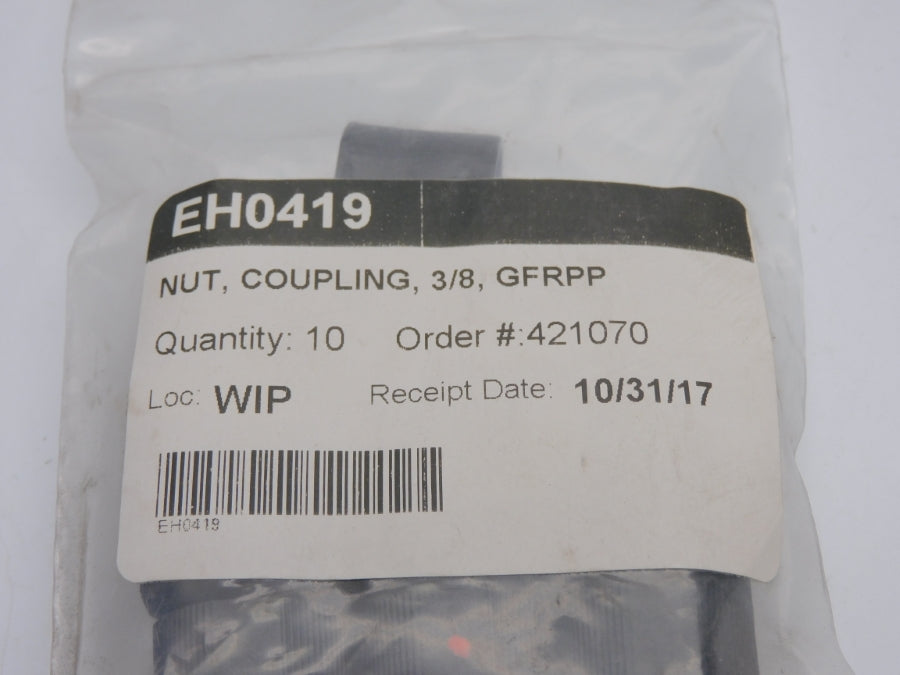 EH0419
NUT, COUPLING, 3/8, GFRPP
Quantity: 10 Order #:421070
Loc: WIP Receipt Date: 10/31/17
EH0419